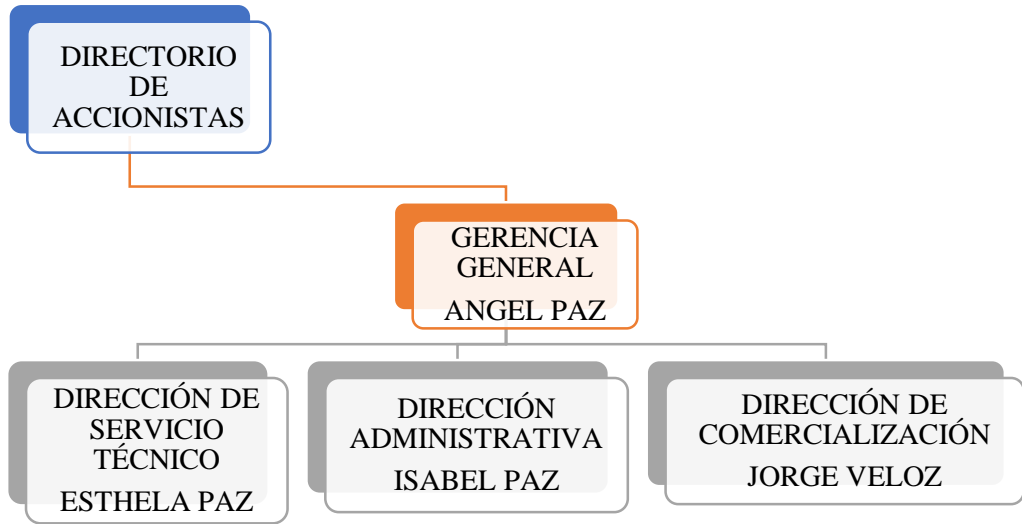 DIRECTORIO
DE
ACCIONISTAS
GERENCIA
GENERAL
ANGEL PAZ
DIRECCIÓN DE
SERVICIO
TÉCNICO
ESTHELA PAZ
DIRECCIÓN
ADMINISTRATIVA
ISABEL PAZ
DIRECCIÓN DE
COMERCIALIZACIÓN
JORGE VELOZ